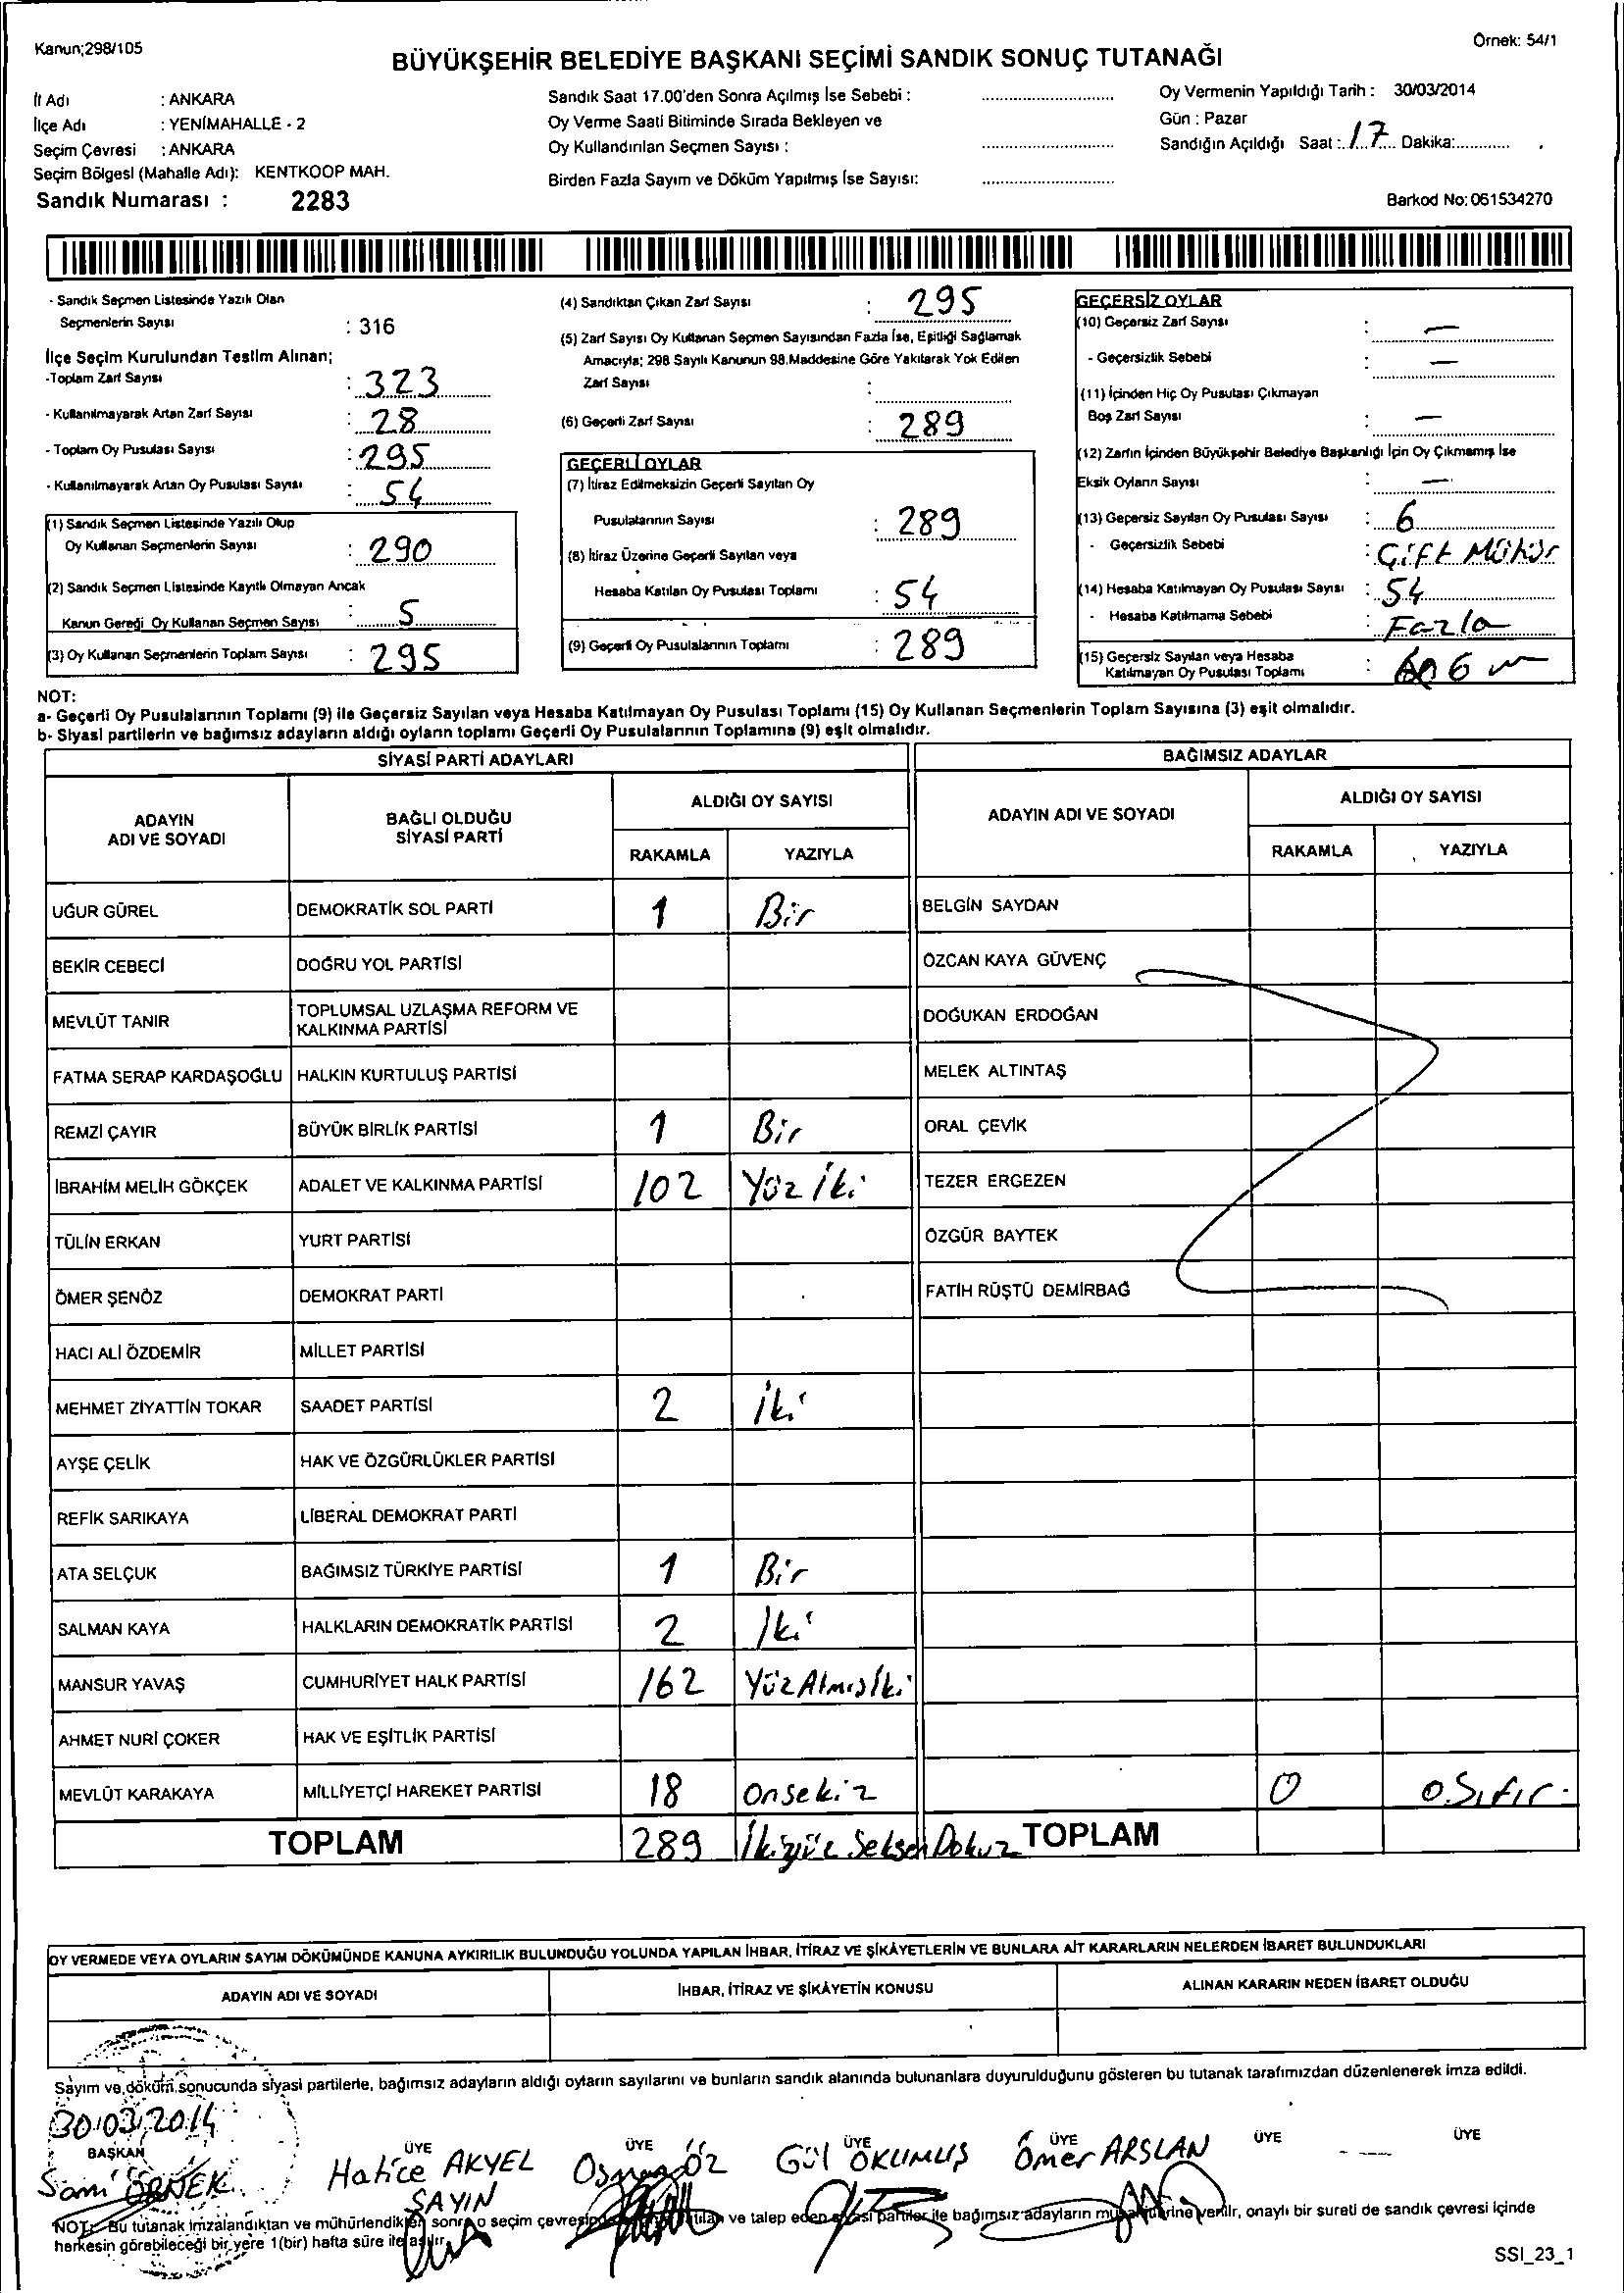 Kanun;298/105
Örnek: 54/1
BÜYÜKŞEHİR BELEDİYE BAŞKANI SEÇİMİ SANDIK SONUÇ TUTANAĞI
İl Adı : ANKARA
İlçe Adı : YENİMAHALLE - 2
Seçim Çevresi : ANKARA
Seçim Bölgesi (Mahalle Adı): KENTKOOP MAH.
Sandık Numarası : 2283
Sandık Saat 17.00'den Sonra Açılmış İse Sebebi :
Oy Verme Saati Bitiminde Sırada Bekleyen ve
Oy Kullandırılan Seçmen Sayısı :
Birden Fazla Sayım ve Döküm Yapılmış İse Sayısı:
Oy Vermenin Yapıldığı Tarih : 30/03/2014
Gün : Pazar
Sandığın Açıldığı Saat : 17 Dakika:
Barkod No: 061534270
- Sandık Seçmen Listesinde Yazılı Olan
Seçmenlerin Sayısı : 316
İlçe Seçim Kurulundan Teslim Alınan;
-Toplam Zarf Sayısı : 323
- Kullanılmayarak Artan Zarf Sayısı : 28
- Toplam Oy Pusulası Sayısı : 295
- Kullanılmayarak Artan Oy Pusulası Sayısı : 54
(1) Sandık Seçmen Listesinde Yazılı Olup
Oy Kullanan Seçmenlerin Sayısı : 290
(2) Sandık Seçmen Listesinde Kayıtlı Olmayan Ancak
Kanun Gereği Oy Kullanan Seçmen Sayısı : 5
(3) Oy Kullanan Seçmenlerin Toplam Sayısı : 295
(4) Sandıktan Çıkan Zarf Sayısı : 295
(5) Zarf Sayısı Oy Kullanan Seçmen Sayısından Fazla İse, Eşitliği Sağlamak
Amacıyla; 298 Sayılı Kanunun 98.Maddesine Göre Yakılarak Yok Edilen
Zarf Sayısı :
(6) Geçerli Zarf Sayısı : 289
GEÇERLİ OYLAR
(7) İtiraz Edilmeksizin Geçerli Sayılan Oy
Pusulalarının Sayısı : 289
(8) İtiraz Üzerine Geçerli Sayılan veya
Hesaba Katılan Oy Pusulası Toplamı : 54
(9) Geçerli Oy Pusulalarının Toplamı : 289
GEÇERSİZ OYLAR
(10) Geçersiz Zarf Sayısı : —
- Geçersizlik Sebebi : —
(11) İçinden Hiç Oy Pusulası Çıkmayan
Boş Zarf Sayısı : —
(12) Zarfın İçinden Büyükşehir Belediye Başkanlığı İçin Oy Çıkmamış İse
Eksik Oyların Sayısı : —
(13) Geçersiz Sayılan Oy Pusulası Sayısı : 6
- Geçersizlik Sebebi : Çift Mühür
(14) Hesaba Katılmayan Oy Pusulası Sayısı : 54
- Hesaba Katılmama Sebebi : Fazla
(15) Geçersiz Sayılan veya Hesaba
Katılmayan Oy Pusulası Toplamı : 6
NOT:
a- Geçerli Oy Pusulalarının Toplamı (9) ile Geçersiz Sayılan veya Hesaba Katılmayan Oy Pusulası Toplamı (15) Oy Kullanan Seçmenlerin Toplam Sayısına (3) eşit olmalıdır.
b- Siyasi partilerin ve bağımsız adayların aldığı oyların toplamı Geçerli Oy Pusulalarının Toplamına (9) eşit olmalıdır.
SİYASİ PARTİ ADAYLARI BAĞIMSIZ ADAYLAR
ADAYIN ADI VE SOYADI BAĞLI OLDUĞU SİYASİ PARTİ ALDIĞI OY SAYISI ADAYIN ADI VE SOYADI ALDIĞI OY SAYISI
RAKAMLA YAZIYLA RAKAMLA YAZIYLA
UĞUR GÜREL DEMOKRATİK SOL PARTİ 1 Bir BELGİN SAYDAN
BEKİR CEBECİ DOĞRU YOL PARTİSİ ÖZCAN KAYA GÜVENÇ
MEVLÜT TANIR TOPLUMSAL UZLAŞMA REFORM VE KALKINMA PARTİSİ DOĞUKAN ERDOĞAN
FATMA SERAP KARDAŞOĞLU HALKIN KURTULUŞ PARTİSİ MELEK ALTINTAŞ
REMZİ ÇAYIR BÜYÜK BİRLİK PARTİSİ 1 Bir ORAL ÇEVİK
İBRAHİM MELİH GÖKÇEK ADALET VE KALKINMA PARTİSİ 102 Yüz İki TEZER ERGEZEN
TÜLİN ERKAN YURT PARTİSİ ÖZGÜR BAYTEK
ÖMER ŞENÖZ DEMOKRAT PARTİ FATİH RÜŞTÜ DEMİRBAĞ
HACI ALİ ÖZDEMİR MİLLET PARTİSİ
MEHMET ZİYATTİN TOKAR SAADET PARTİSİ 2 İki
AYŞE ÇELİK HAK VE ÖZGÜRLÜKLER PARTİSİ
REFİK SARIKAYA LİBERAL DEMOKRAT PARTİ
ATA SELÇUK BAĞIMSIZ TÜRKİYE PARTİSİ 1 Bir
SALMAN KAYA HALKLARIN DEMOKRATİK PARTİSİ 2 İki
MANSUR YAVAŞ CUMHURİYET HALK PARTİSİ 162 YüzAlmışİki
AHMET NURİ ÇOKER HAK VE EŞİTLİK PARTİSİ
MEVLÜT KARAKAYA MİLLİYETÇİ HAREKET PARTİSİ 18 Onsekiz 0 0.Sıfır-
TOPLAM 289 İkiyüz Seksen Dokuz TOPLAM
OY VERMEDE VEYA OYLARIN SAYIM DÖKÜMÜNDE KANUNA AYKIRILIK BULUNDUĞU YOLUNDA YAPILAN İHBAR, İTİRAZ VE ŞİKÂYETLERİN VE BUNLARA AİT KARARLARIN NELERDEN İBARET BULUNDUKLARI
ADAYIN ADI VE SOYADI İHBAR, İTİRAZ VE ŞİKÂYETİN KONUSU ALINAN KARARIN NEDEN İBARET OLDUĞU
Sayım ve döküm sonucunda siyasi partilerle, bağımsız adayların aldığı oyların sayılarını ve bunların sandık alanında bulunanlara duyurulduğunu gösteren bu tutanak tarafımızdan düzenlenerek imza edildi.
30.03.2014
BAŞKAN ÜYE ÜYE ÜYE ÜYE ÜYE ÜYE
Sami ÖRNEK Hatice AKYEL SAYIN Osman ÖZ Gül OKUMUŞ Ömer ARSLAN
NOT: Bu tutanak imzalandıktan ve mühürlendikten sonra o seçim ve talep eden siyasi partiler ile bağımsız adayların müşahitlerine verilir, onaylı bir sureti de sandık çevresi içinde
herkesin görebileceği bir yere 1(bir) hafta süre ile asılır.
SSI_23_1